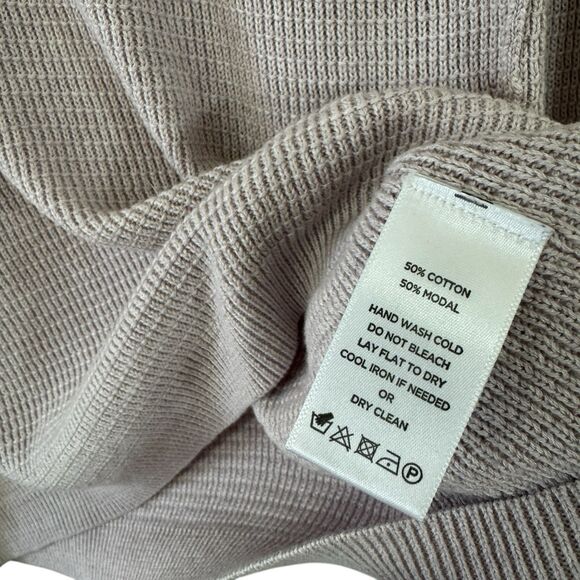 50% COTTON
50% MODAL
HAND WASH COLD
DO NOT BLEACH
LAY FLAT TO DRY
COOL IRON IF NEEDED
OR
DRY CLEAN
P